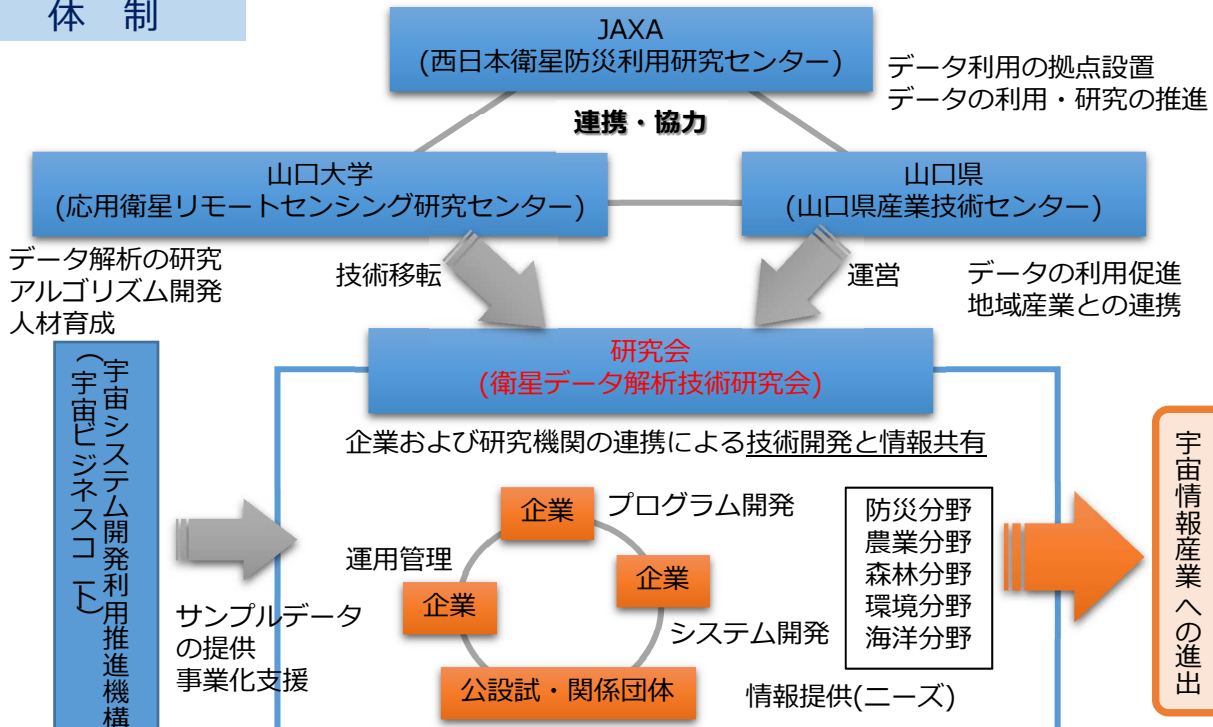 体 制
JAXA
(西日本衛星防災利用研究センター)
データ利用の拠点設置
データの利用・研究の推進
連携・協力
山口大学
(応用衛星リモートセンシング研究センター)
山口県
(山口県産業技術センター)
データ解析の研究
アルゴリズム開発
人材育成
技術移転
運営
データの利用促進
地域産業との連携
研究会
(衛星データ解析技術研究会)
企業および研究機関の連携による技術開発と情報共有
宇宙システム開発利用推進機構
(宇宙ビジネスコート)
サンプルデータ
の提供
事業化支援
企業
プログラム開発
運用管理
企業
企業
システム開発
公設試・関係団体
情報提供(ニーズ)
防災分野
農業分野
森林分野
環境分野
海洋分野
宇宙情報産業への進出